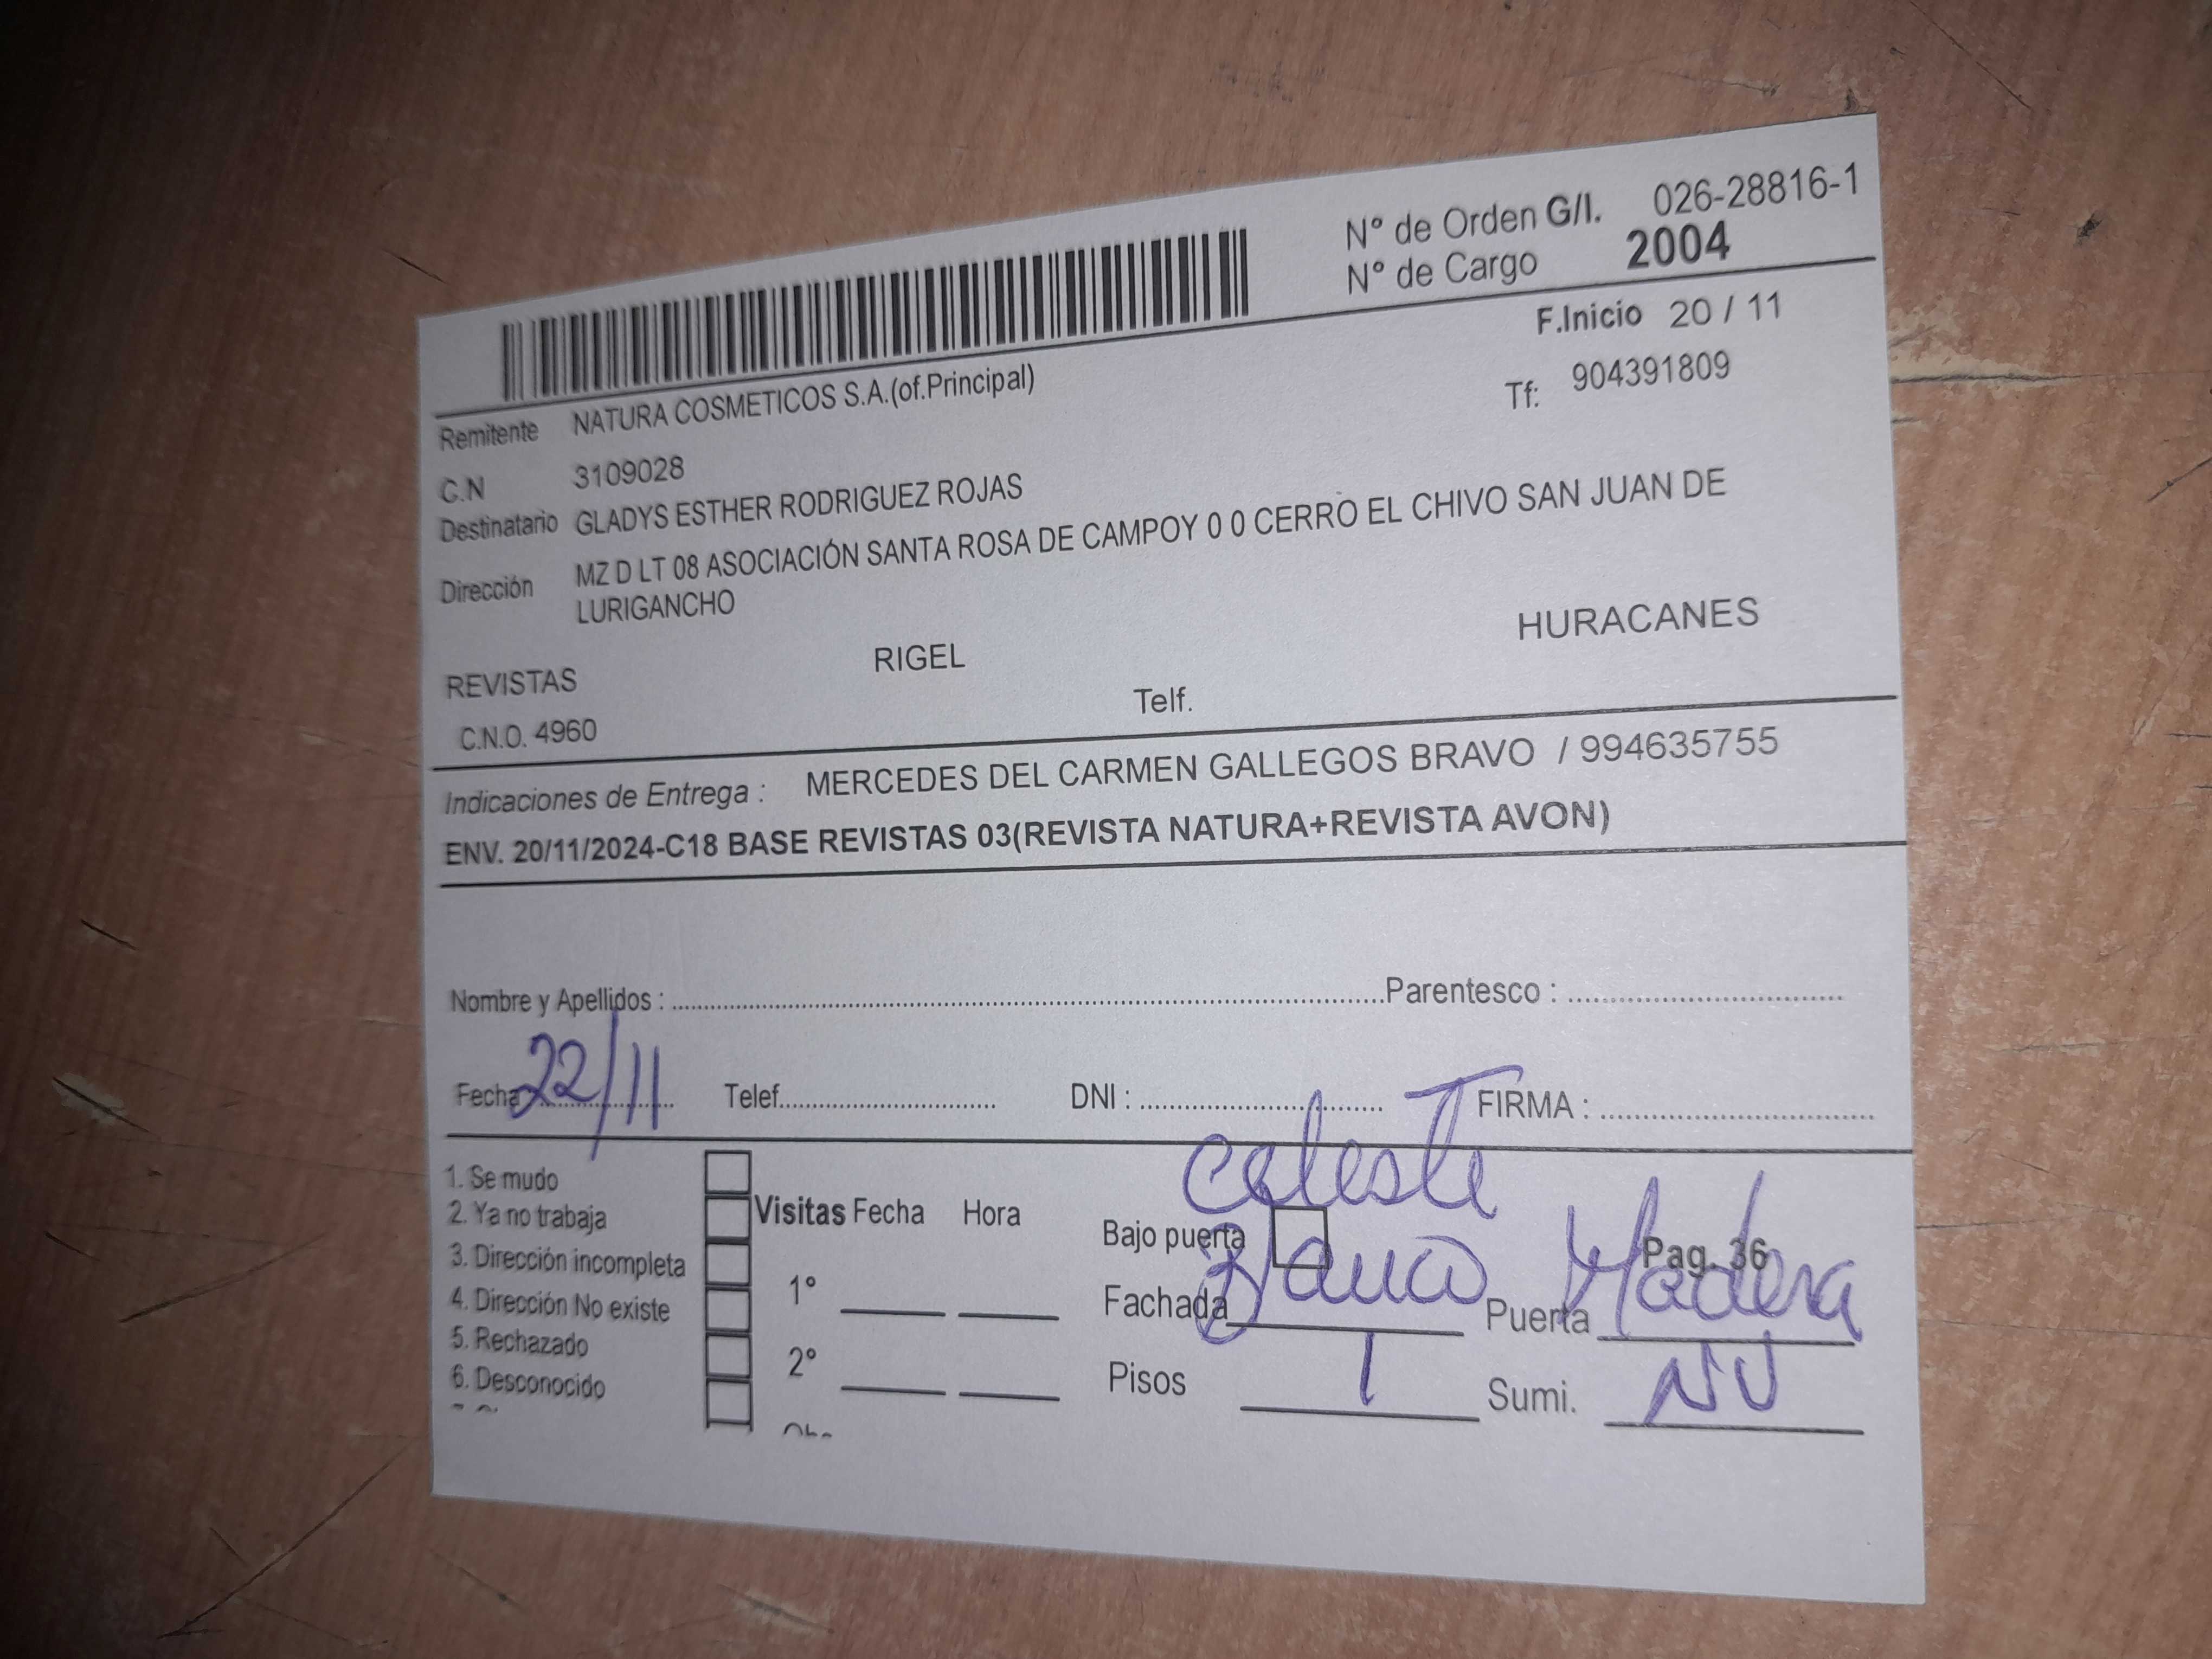 Nº de Orden G/I. 026-28816-1
Nº de Cargo 2004
F.Inicio 20 / 11
Remitente NATURA COSMETICOS S.A.(of.Principal)
Tf: 904391809
C.N 3109028
Destinatario GLADYS ESTHER RODRIGUEZ ROJAS
Dirección MZ D LT 08 ASOCIACIÓN SANTA ROSA DE CAMPOY 0 0 CERRO EL CHIVO SAN JUAN DE
LURIGANCHO
REVISTAS RIGEL HURACANES
C.N.O. 4960 Telf.
Indicaciones de Entrega : MERCEDES DEL CARMEN GALLEGOS BRAVO / 994635755
ENV. 20/11/2024-C18 BASE REVISTAS 03(REVISTA NATURA+REVISTA AVON)
Nombre y Apellidos : Parentesco :
Fecha 22/11 Telef. DNI : FIRMA :
celeste
1. Se mudo
2. Ya no trabaja
3. Dirección incompleta
4. Dirección No existe
5. Rechazado
6. Desconocido
Visitas Fecha Hora
1º
2º
Bajo puerta
Pag. 36
Fachada Blanco Puerta Madera
Pisos 1 Sumi.